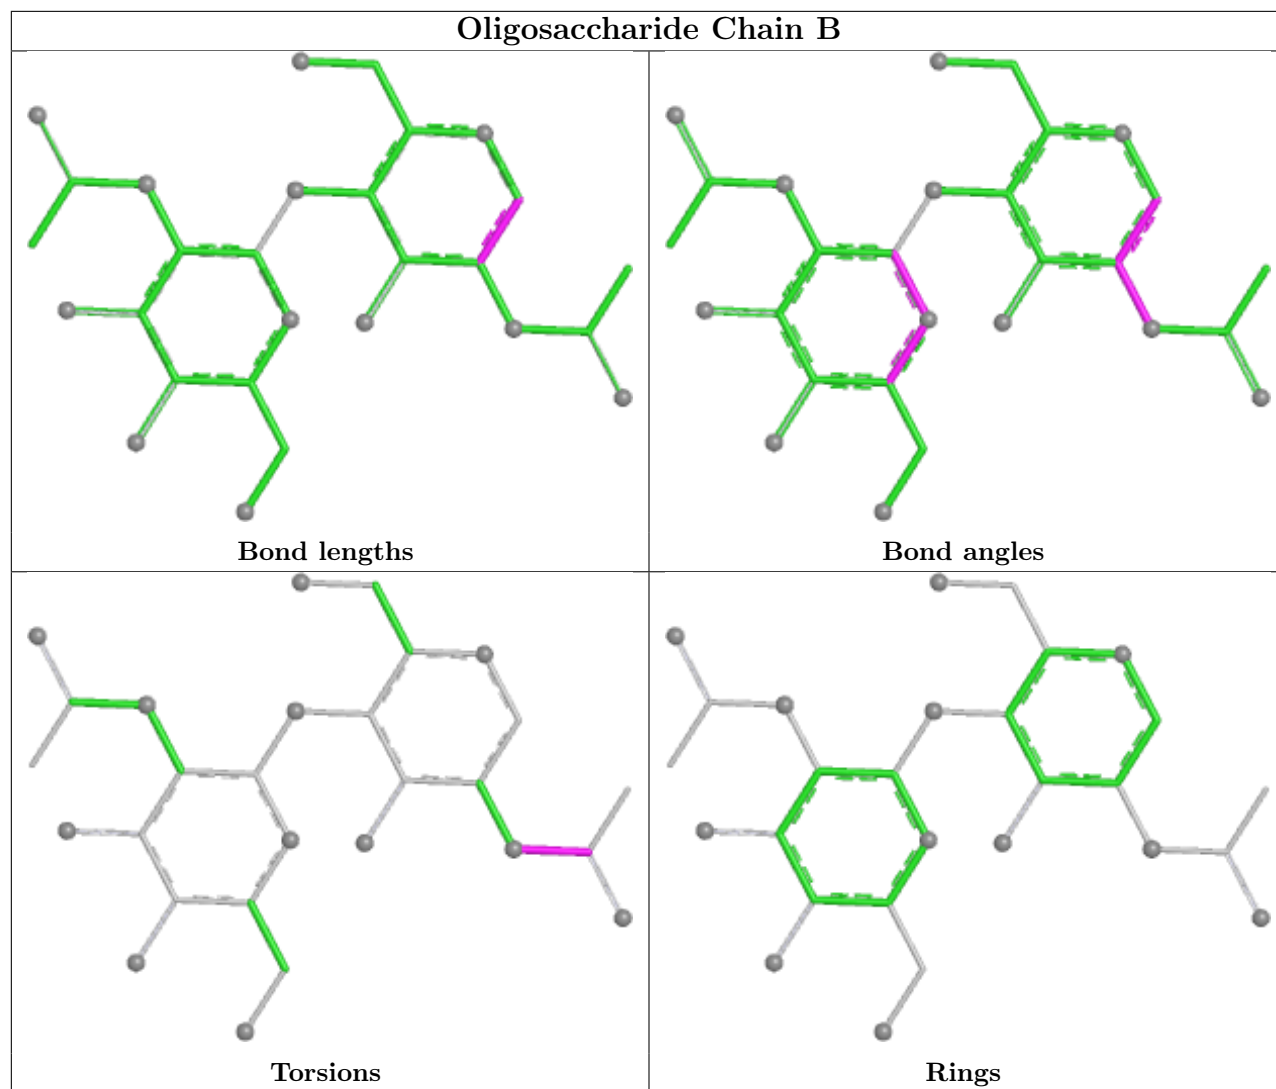 Oligosaccharide Chain B
Bond lengths
Bond angles
Torsions
Rings